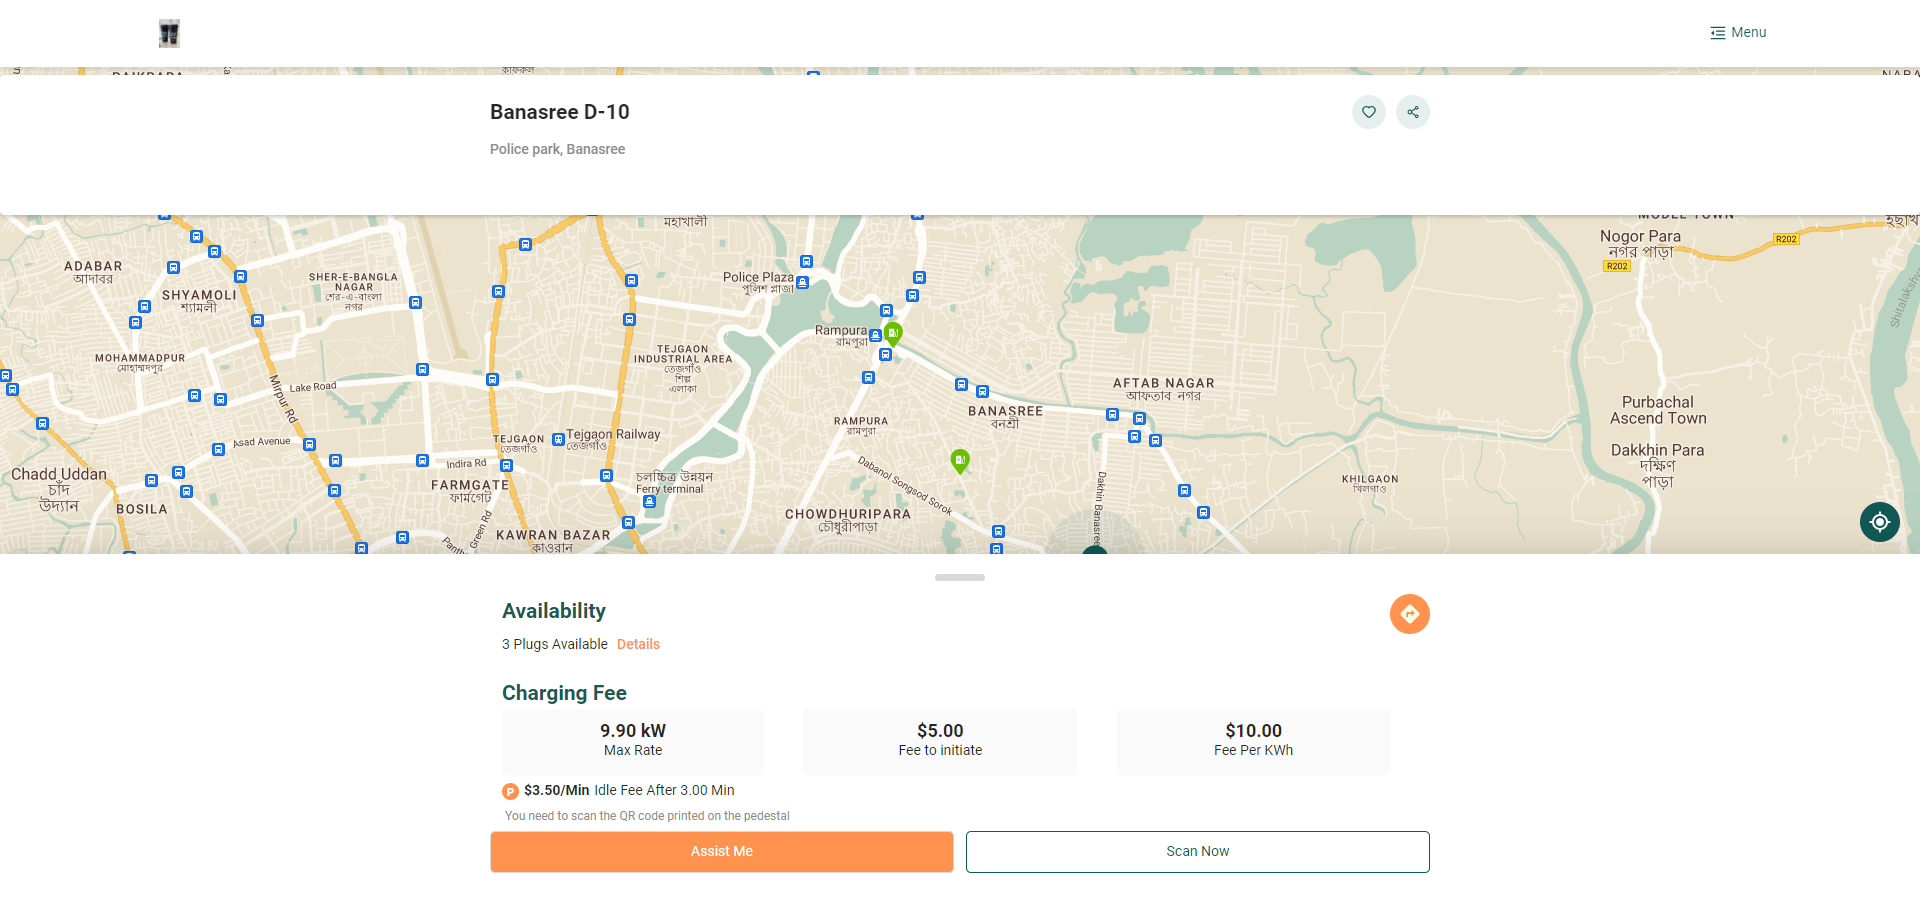 Menu
Banasree D-10
Police park, Banasree
মহাখালী
MODEL TOWN
Nogor Para
নগর পাড়া
R202
R202
ADABAR
আদাবর
SHYAMOLI
শ্যামলী
SHER-E-BANGLA
NAGAR
শের-এ-বাংলা
নগর
Police Plaza
পুলিশ প্লাজা
Shitalakshya
Rampura
রামপুরা
MOHAMMADPUR
মোহাম্মদপুর
TEJGAON
INDUSTRIAL AREA
তেজগাঁও
শিল্প
এলাকা
Lake Road
Mirpur Rd
AFTAB NAGAR
আফতাব নগর
BANASREE
বনশ্রী
RAMPURA
রামপুরা
Purbachal
Ascend Town
Asad Avenue
TEJGAON
তেজগাঁও
Tejgaon Railway
তেজগাঁও
Dakkhin Para
দক্ষিণ
পাড়া
Indira Rd
Dabanol Songsod Sorok
Dakhin Banasree
Chadd Uddan
চাঁদ
উদ্যান
FARMGATE
ফার্মগেট
চলচ্চিত্র উন্নয়ন
Ferry terminal
KHILGAON
খিলগাঁও
BOSILA
Green Rd
CHOWDHURIPARA
চৌধুরীপাড়া
KAWRAN BAZAR
কাওরান
Availability
3 Plugs Available Details
Charging Fee
9.90 kW
Max Rate
$5.00
Fee to initiate
$10.00
Fee Per KWh
P $3.50/Min Idle Fee After 3.00 Min
You need to scan the QR code printed on the pedestal
Assist Me
Scan Now